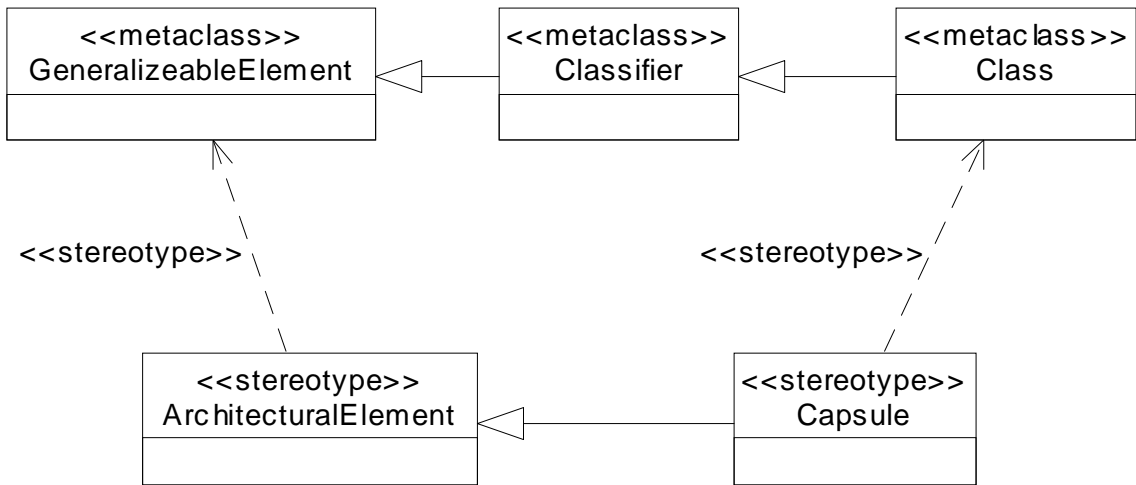 <<metaclass>>
GeneralizeableElement
<<metaclass>>
Classifier
<<metaclass>>
Class
<<stereotype>>
<<stereotype>>
<<stereotype>>
ArchitecturalElement
<<stereotype>>
Capsule